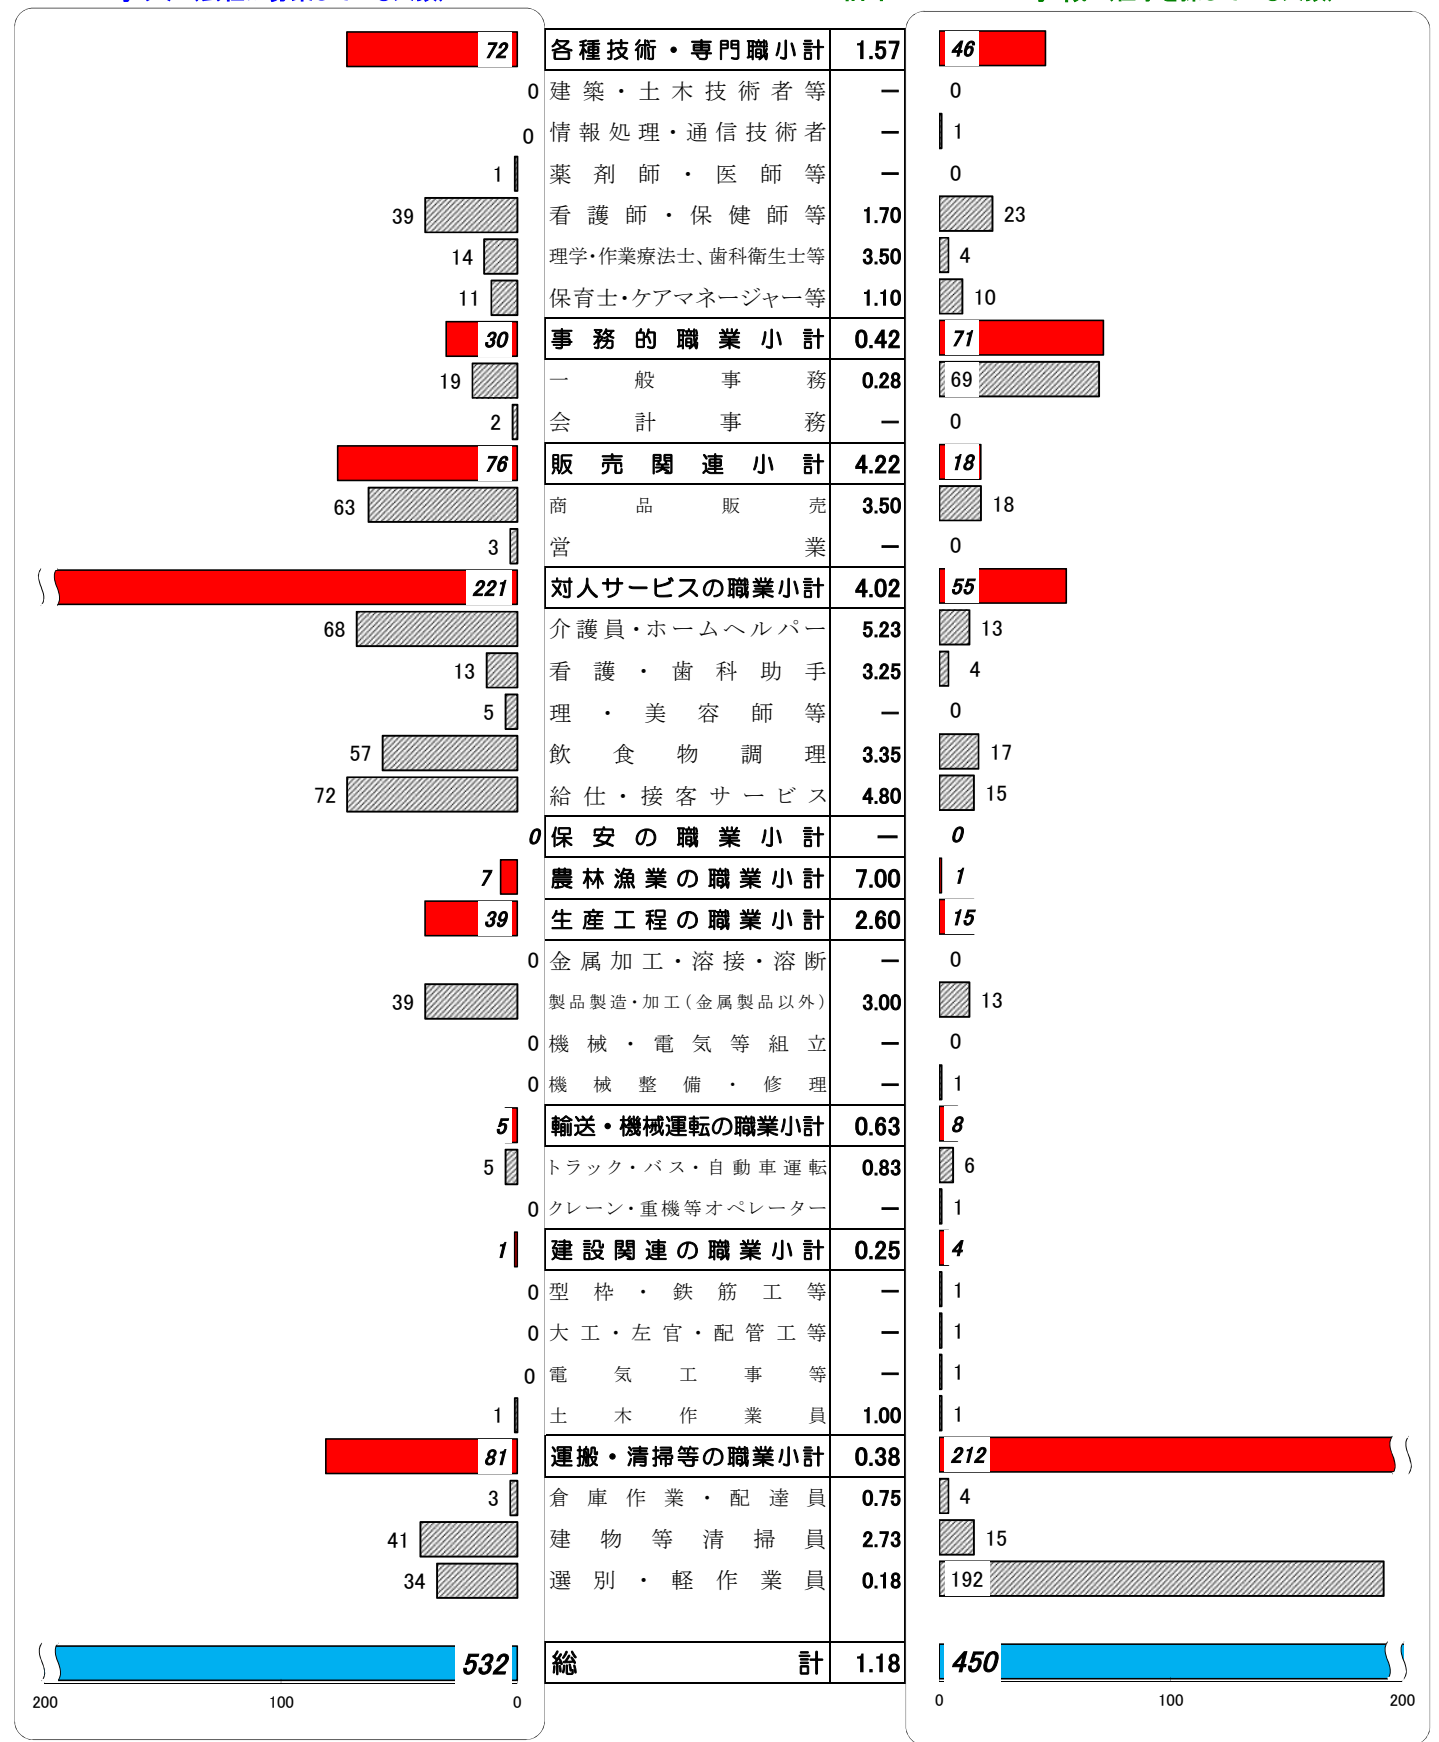 72 各種技術・専門職小計 1.57 46
0 建築・土木技術者等 － 0
0 情報処理・通信技術者 － 1
1 薬剤師・医師等 － 0
39 看護師・保健師等 1.70 23
14 理学・作業療法士、歯科衛生士等 3.50 4
11 保育士・ケアマネージャー等 1.10 10
30 事務的職業小計 0.42 71
19 一般事務 0.28 69
2 会計事務 － 0
76 販売関連小計 4.22 18
63 商品販売 3.50 18
3 営業 － 0
221 対人サービスの職業小計 4.02 55
68 介護員・ホームヘルパー 5.23 13
13 看護・歯科助手 3.25 4
5 理・美容師等 － 0
57 飲食物調理 3.35 17
72 給仕・接客サービス 4.80 15
0 保安の職業小計 － 0
7 農林漁業の職業小計 7.00 1
39 生産工程の職業小計 2.60 15
0 金属加工・溶接・溶断 － 0
39 製品製造・加工(金属製品以外) 3.00 13
0 機械・電気等組立 － 0
0 機械整備・修理 － 1
5 輸送・機械運転の職業小計 0.63 8
5 トラック・バス・自動車運転 0.83 6
0 クレーン・重機等オペレーター － 1
1 建設関連の職業小計 0.25 4
0 型枠・鉄筋工等 － 1
0 大工・左官・配管工等 － 1
0 電気工事等 － 1
1 土木作業員 1.00 1
81 運搬・清掃等の職業小計 0.38 212
3 倉庫作業・配達員 0.75 4
41 建物等清掃員 2.73 15
34 選別・軽作業員 0.18 192
532 総計 1.18 450
200 100 0 0 100 200